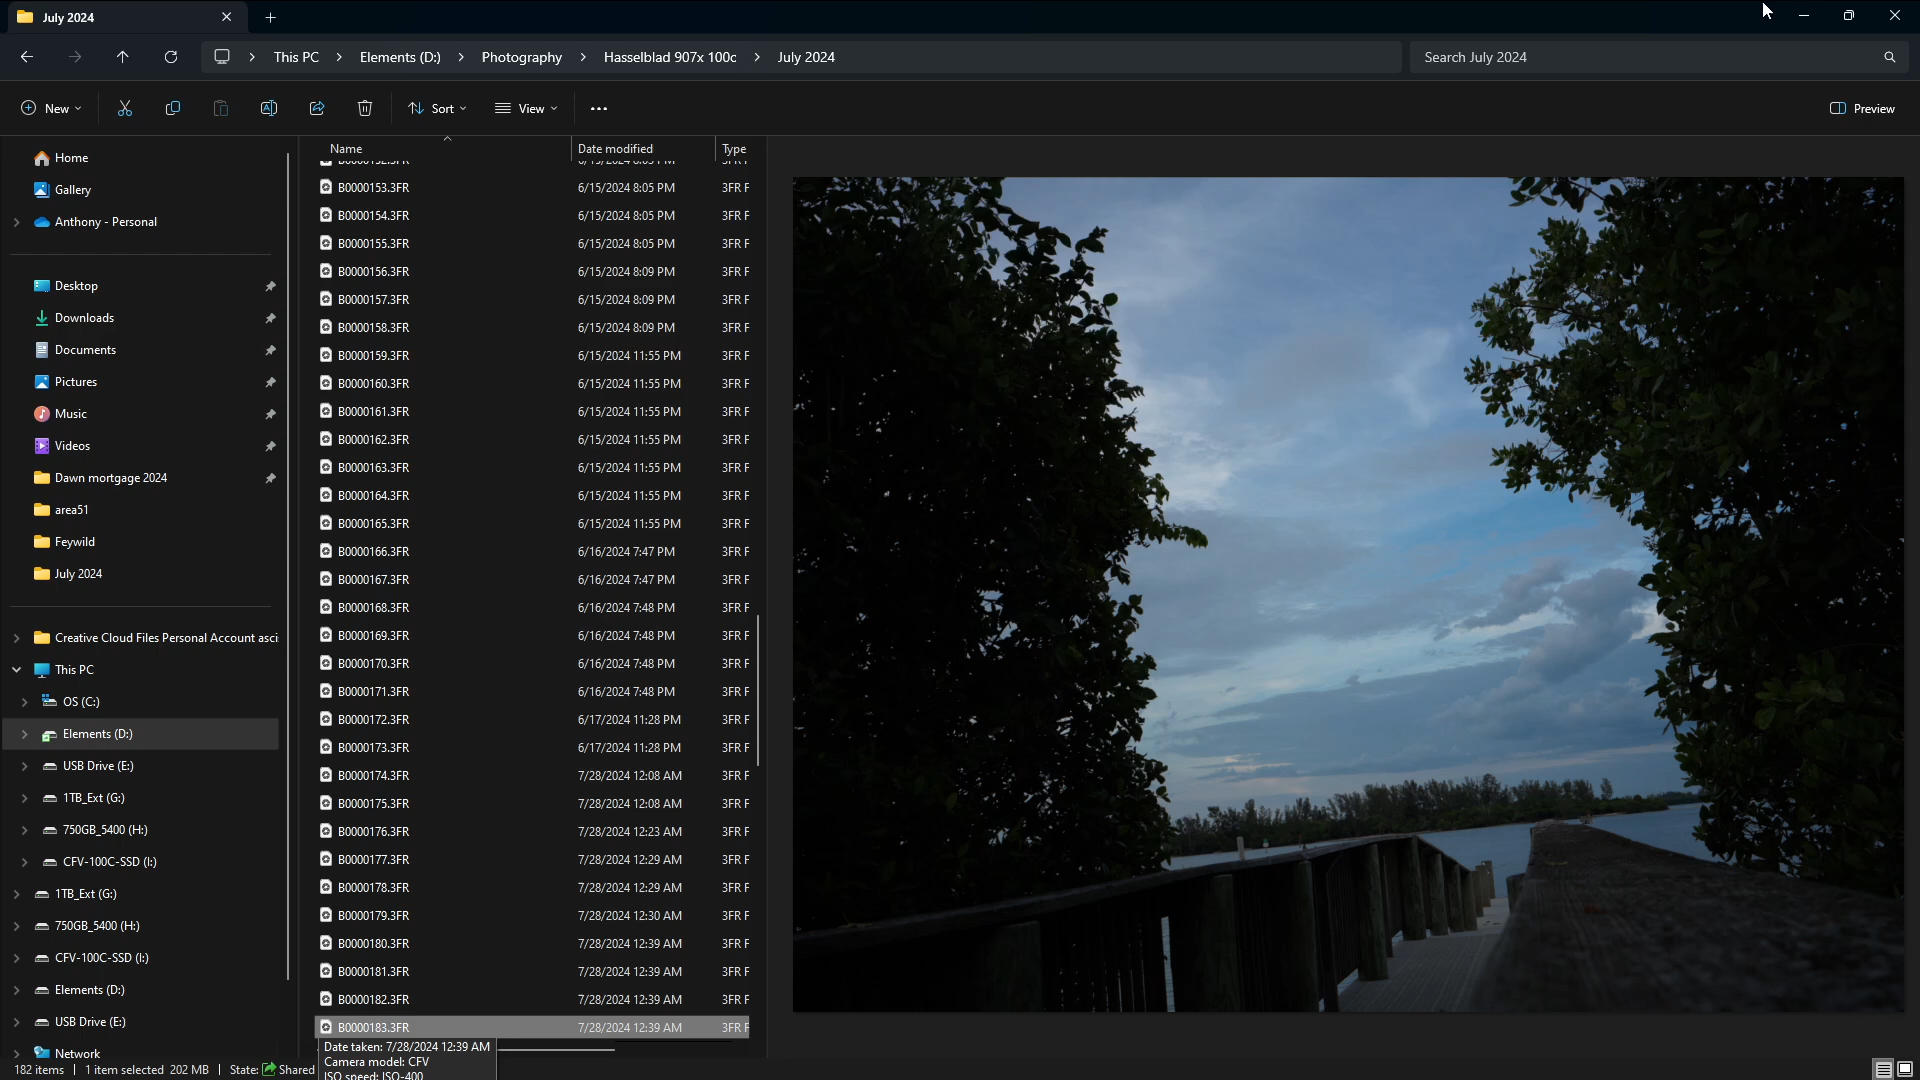 July 2024
This PC
Elements (D:)
Photography
Hasselblad 907x 100c
July 2024
Search July 2024
New
Sort
View
Preview
Home
Gallery
Anthony - Personal
Desktop
Downloads
Documents
Pictures
Music
Videos
Dawn mortgage 2024
area51
Feywild
July 2024
Creative Cloud Files Personal Account asci
This PC
OS (C:)
Elements (D:)
USB Drive (E:)
1TB_Ext (G:)
750GB_5400 (H:)
CFV-100C-SSD (I:)
1TB_Ext (G:)
750GB_5400 (H:)
CFV-100C-SSD (I:)
Elements (D:)
USB Drive (E:)
Network
Name Date modified Type
B0000153.3FR 6/15/2024 8:05 PM 3FR F
B0000154.3FR 6/15/2024 8:05 PM 3FR F
B0000155.3FR 6/15/2024 8:05 PM 3FR F
B0000156.3FR 6/15/2024 8:09 PM 3FR F
B0000157.3FR 6/15/2024 8:09 PM 3FR F
B0000158.3FR 6/15/2024 8:09 PM 3FR F
B0000159.3FR 6/15/2024 11:55 PM 3FR F
B0000160.3FR 6/15/2024 11:55 PM 3FR F
B0000161.3FR 6/15/2024 11:55 PM 3FR F
B0000162.3FR 6/15/2024 11:55 PM 3FR F
B0000163.3FR 6/15/2024 11:55 PM 3FR F
B0000164.3FR 6/15/2024 11:55 PM 3FR F
B0000165.3FR 6/15/2024 11:55 PM 3FR F
B0000166.3FR 6/16/2024 7:47 PM 3FR F
B0000167.3FR 6/16/2024 7:47 PM 3FR F
B0000168.3FR 6/16/2024 7:48 PM 3FR F
B0000169.3FR 6/16/2024 7:48 PM 3FR F
B0000170.3FR 6/16/2024 7:48 PM 3FR F
B0000171.3FR 6/16/2024 7:48 PM 3FR F
B0000172.3FR 6/17/2024 11:28 PM 3FR F
B0000173.3FR 6/17/2024 11:28 PM 3FR F
B0000174.3FR 7/28/2024 12:08 AM 3FR F
B0000175.3FR 7/28/2024 12:08 AM 3FR F
B0000176.3FR 7/28/2024 12:23 AM 3FR F
B0000177.3FR 7/28/2024 12:29 AM 3FR F
B0000178.3FR 7/28/2024 12:29 AM 3FR F
B0000179.3FR 7/28/2024 12:30 AM 3FR F
B0000180.3FR 7/28/2024 12:39 AM 3FR F
B0000181.3FR 7/28/2024 12:39 AM 3FR F
B0000182.3FR 7/28/2024 12:39 AM 3FR F
B0000183.3FR 7/28/2024 12:39 AM 3FR F
Date taken: 7/28/2024 12:39 AM
Camera model: CFV
ISO speed: ISO-400
182 items 1 item selected 202 MB State: Shared